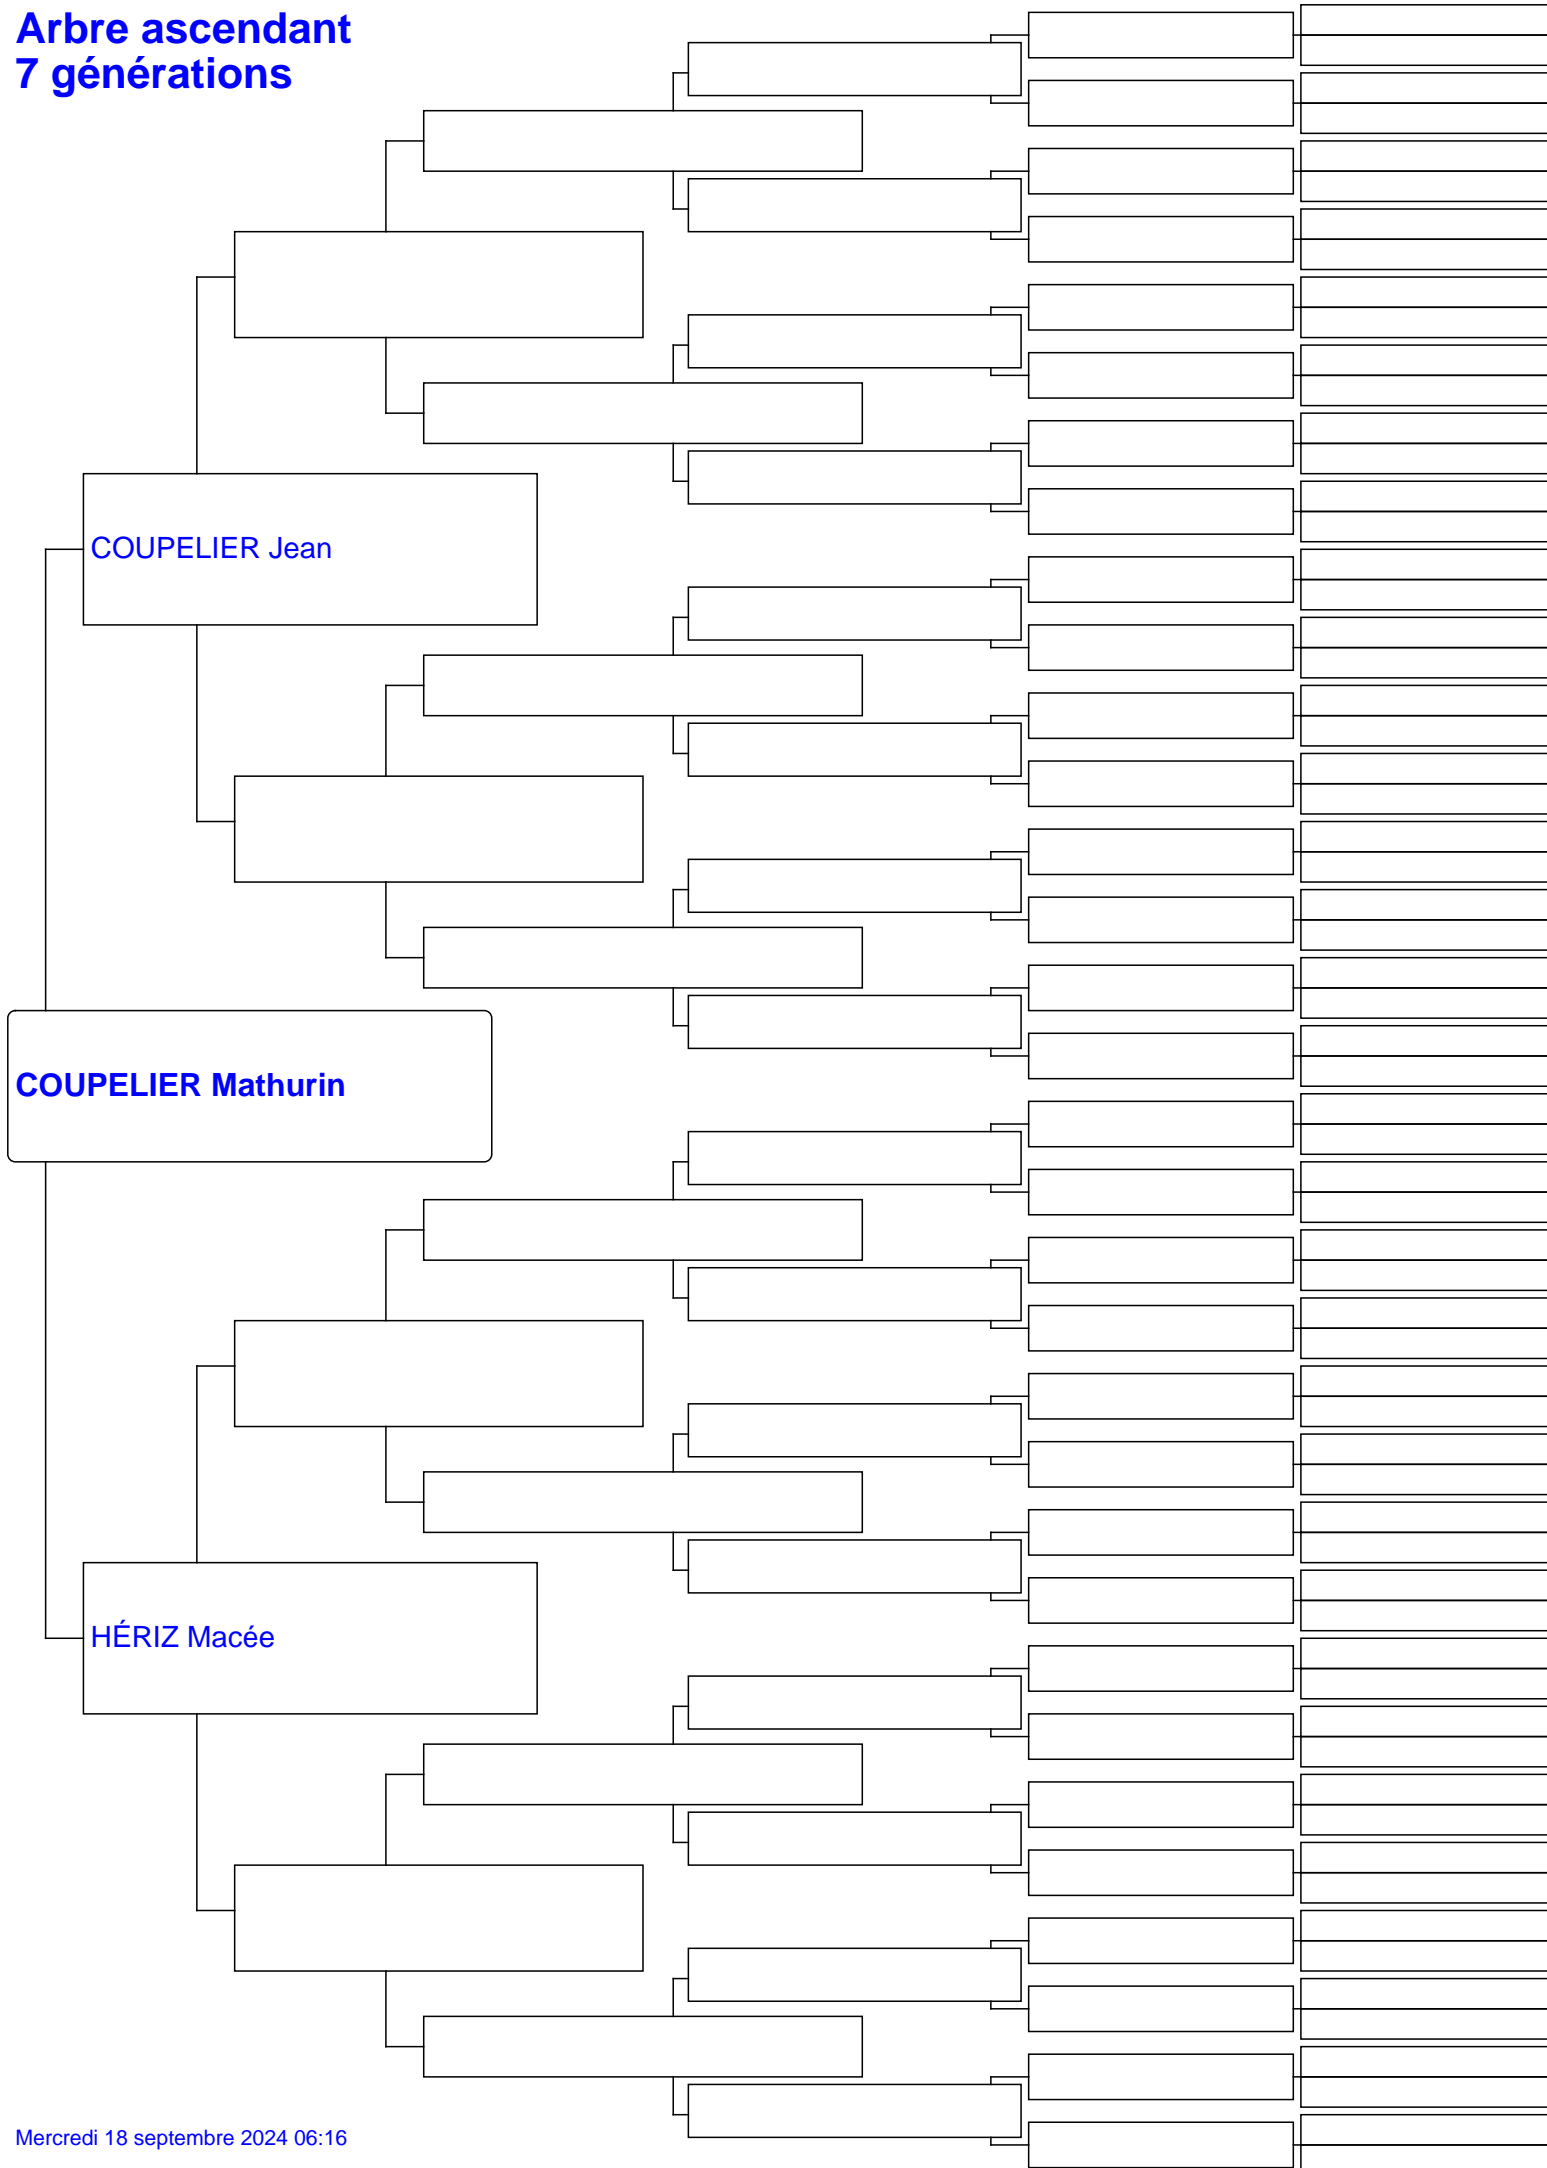 Arbre ascendant
7 générations
COUPELIER Jean
COUPELIER Mathurin
HÉRIZ Macée
Mercredi 18 septembre 2024 06:16